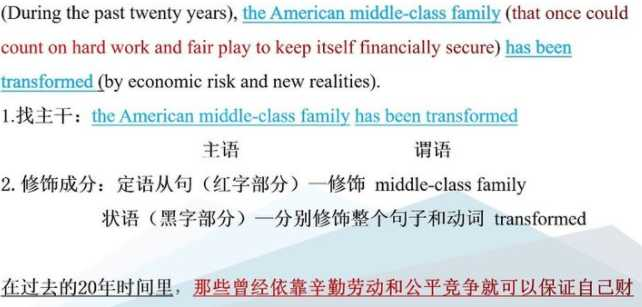 (During the past twenty years), the American middle-class family (that once could
count on hard work and fair play to keep itself financially secure) has been
transformed (by economic risk and new realities).
1.找主干：the American middle-class family has been transformed
主语 谓语
2. 修饰成分：定语从句（红字部分）—修饰 middle-class family
状语（黑字部分）—分别修饰整个句子和动词 transformed
在过去的20年时间里，那些曾经依靠辛勤劳动和公平竞争就可以保证自己财